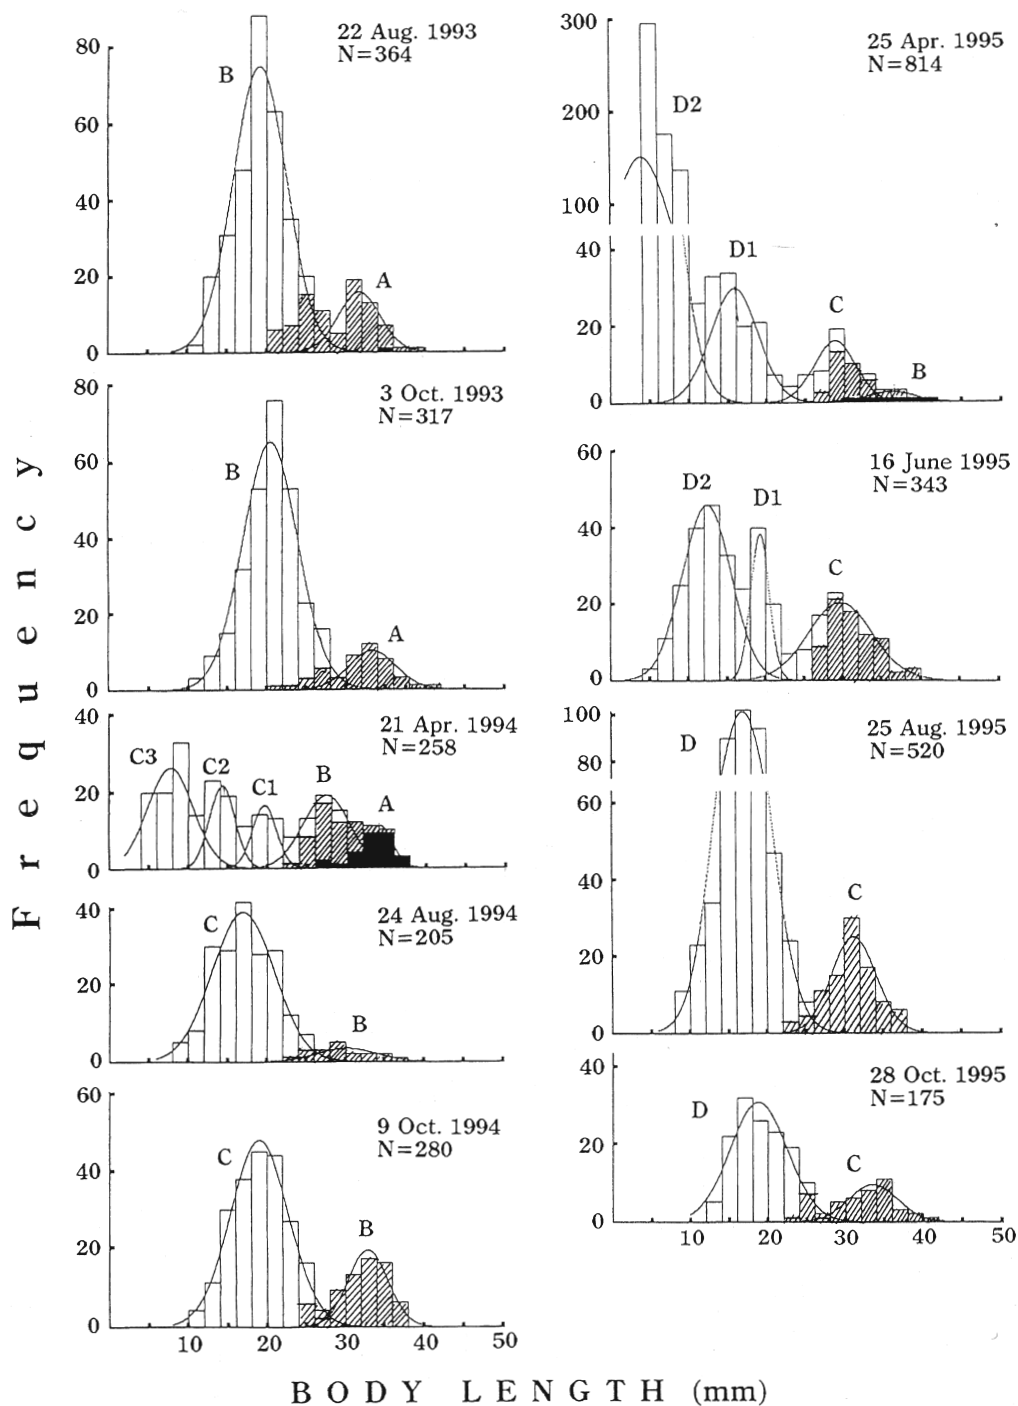 22 Aug. 1993
N=364
80
60
40
20
0
B
A
3 Oct. 1993
N=317
80
60
40
20
0
B
A
21 Apr. 1994
N=258
40
20
0
C3
C2
C1
B
A
24 Aug. 1994
N=205
40
20
0
C
B
9 Oct. 1994
N=280
60
40
20
0
C
B
10 20 30 40 50
25 Apr. 1995
N=814
300
200
100
40
20
0
D2
D1
C
B
16 June 1995
N=343
60
40
20
0
D2
D1
C
25 Aug. 1995
N=520
100
80
60
40
20
0
D
C
28 Oct. 1995
N=175
40
20
0
D
C
10 20 30 40 50
Frequency
BODY LENGTH (mm)